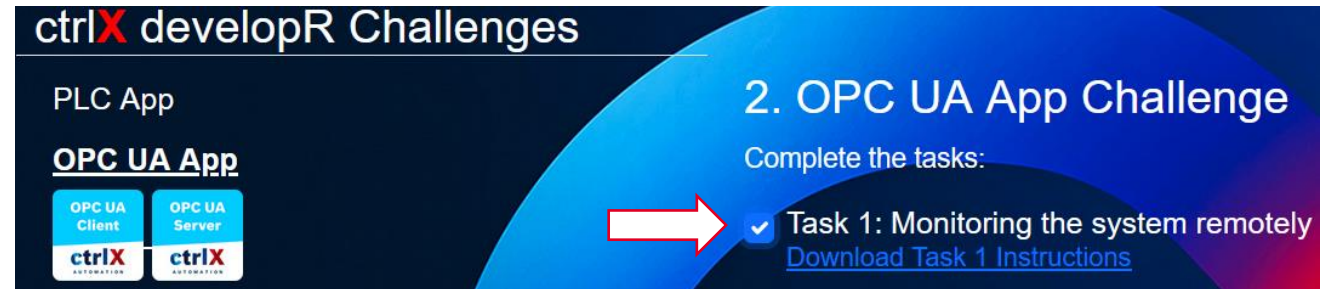 ctrlX developR Challenges
PLC App
OPC UA App
OPC UA
Client
ctrlX
AUTOMATION
OPC UA
Server
ctrlX
AUTOMATION
2. OPC UA App Challenge
Complete the tasks:
Task 1: Monitoring the system remotely
Download Task 1 Instructions